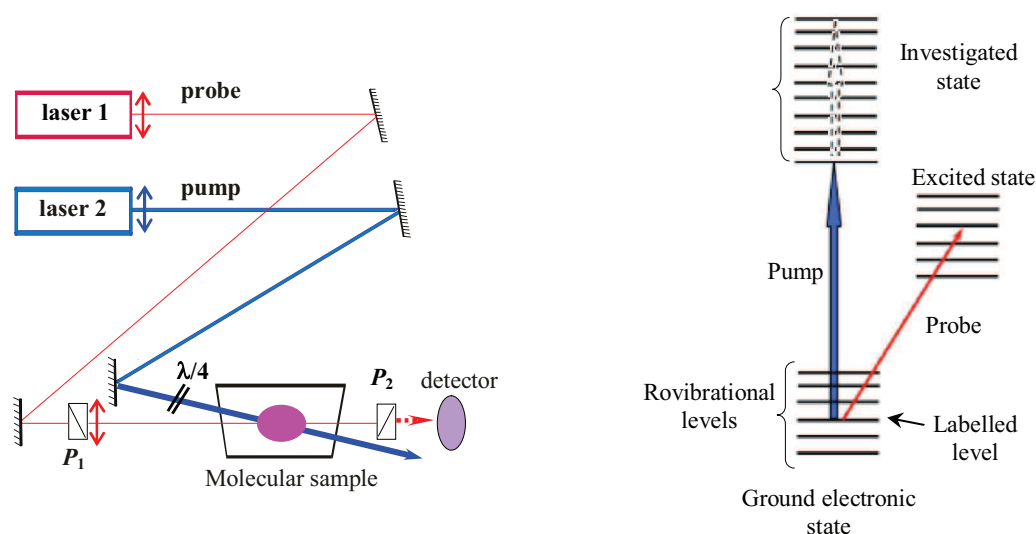 probe
laser 1
pump
laser 2
λ/4
P2
detector
P1
Molecular sample
Investigated
state
Excited state
Pump
Probe
Rovibrational
levels
Labelled
level
Ground electronic
state